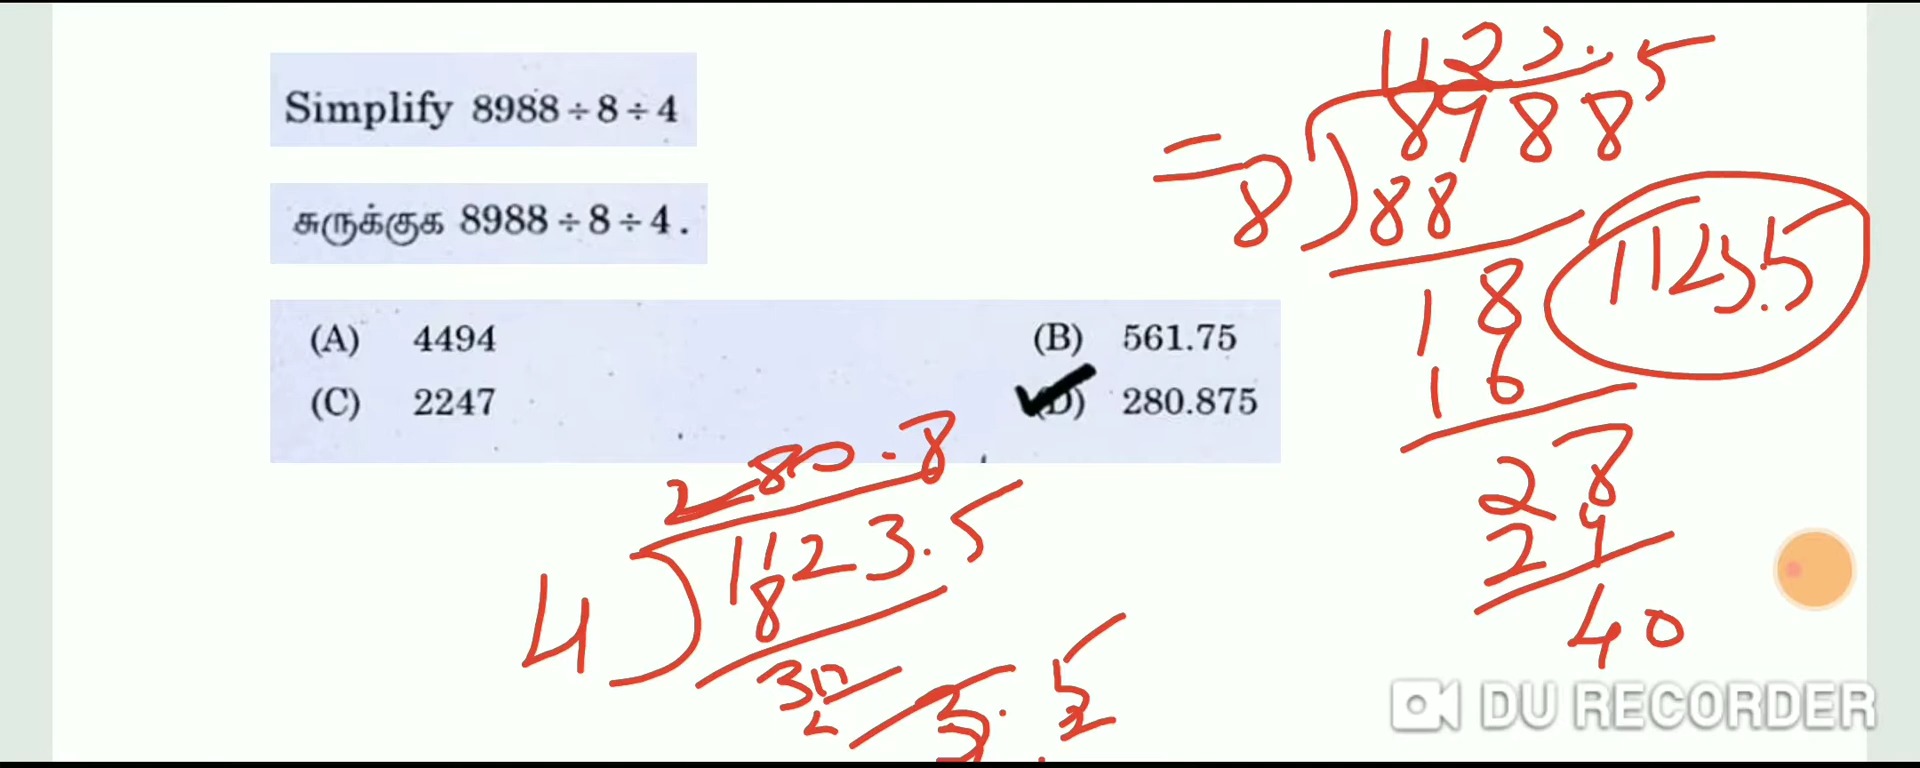 Simplify 8988 ÷ 8 ÷ 4
சுருக்குக 8988 ÷ 8 ÷ 4 .
(A) 4494
(B) 561.75
(C) 2247
(D) 280.875
1123.5
8 8988
88
18
16
28
24
40
1123.5
280.8
4 1123.5
8
32
DU RECORDER